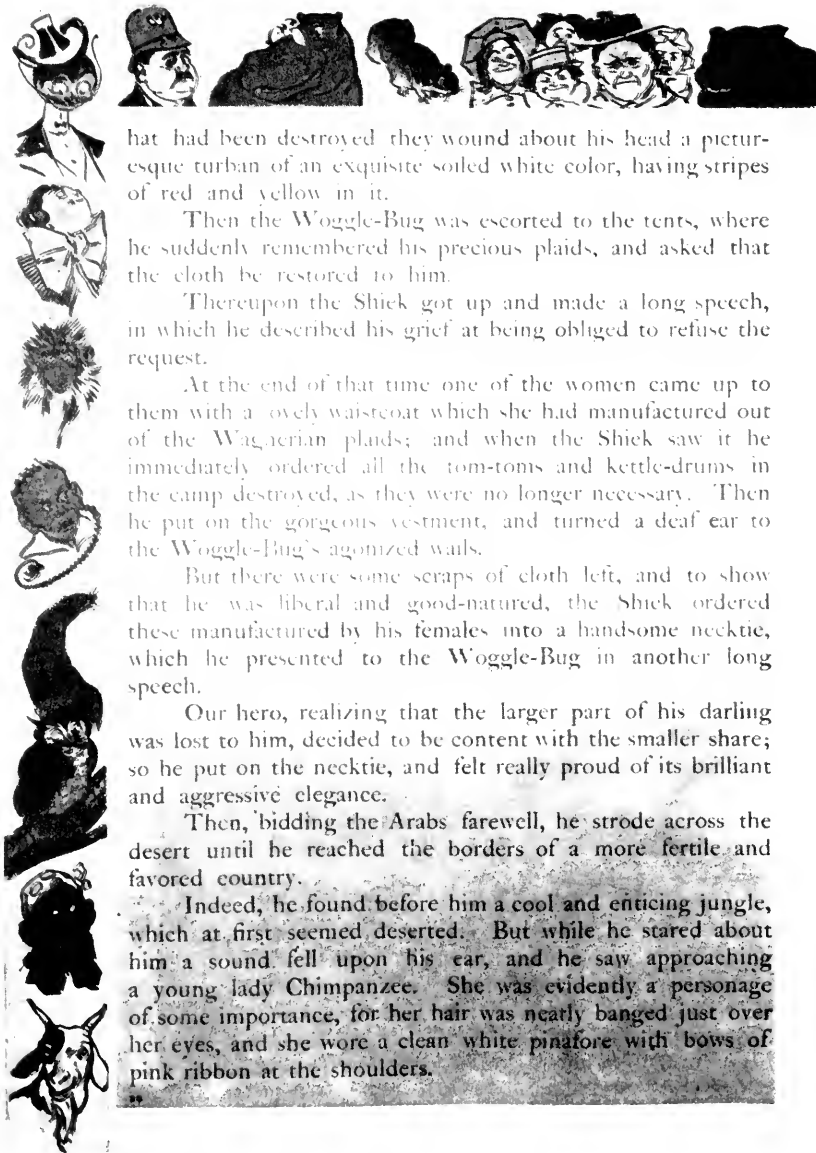 hat had been destroyed they wound about his head a pictur-
esque turban of an exquisite soiled white color, having stripes
of red and yellow in it.
Then the Woggle-Bug was escorted to the tents, where
he suddenly remembered his precious plaids, and asked that
the cloth be restored to him.
Thereupon the Shiek got up and made a long speech,
in which he described his grief at being obliged to refuse the
request.
At the end of that time one of the women came up to
them with a lovely waistcoat which she had manufactured out
of the Wagnerian plaids; and when the Shiek saw it he
immediately ordered all the tom-toms and kettle-drums in
the camp destroyed, as they were no longer necessary. Then
he put on the gorgeous vestment, and turned a deaf ear to
the Woggle-Bug's agonized wails.
But there were some scraps of cloth left, and to show
that he was liberal and good-natured, the Shiek ordered
these manufactured by his females into a handsome necktie,
which he presented to the Woggle-Bug in another long
speech.
Our hero, realizing that the larger part of his darling
was lost to him, decided to be content with the smaller share;
so he put on the necktie, and felt really proud of its brilliant
and aggressive elegance.
Then, bidding the Arabs farewell, he strode across the
desert until he reached the borders of a more fertile and
favored country.
Indeed, he found before him a cool and enticing jungle,
which at first seemed deserted. But while he stared about
him a sound fell upon his ear, and he saw approaching
a young lady Chimpanzee. She was evidently a personage
of some importance, for her hair was neatly banged just over
her eyes, and she wore a clean white pinafore with bows of
pink ribbon at the shoulders.